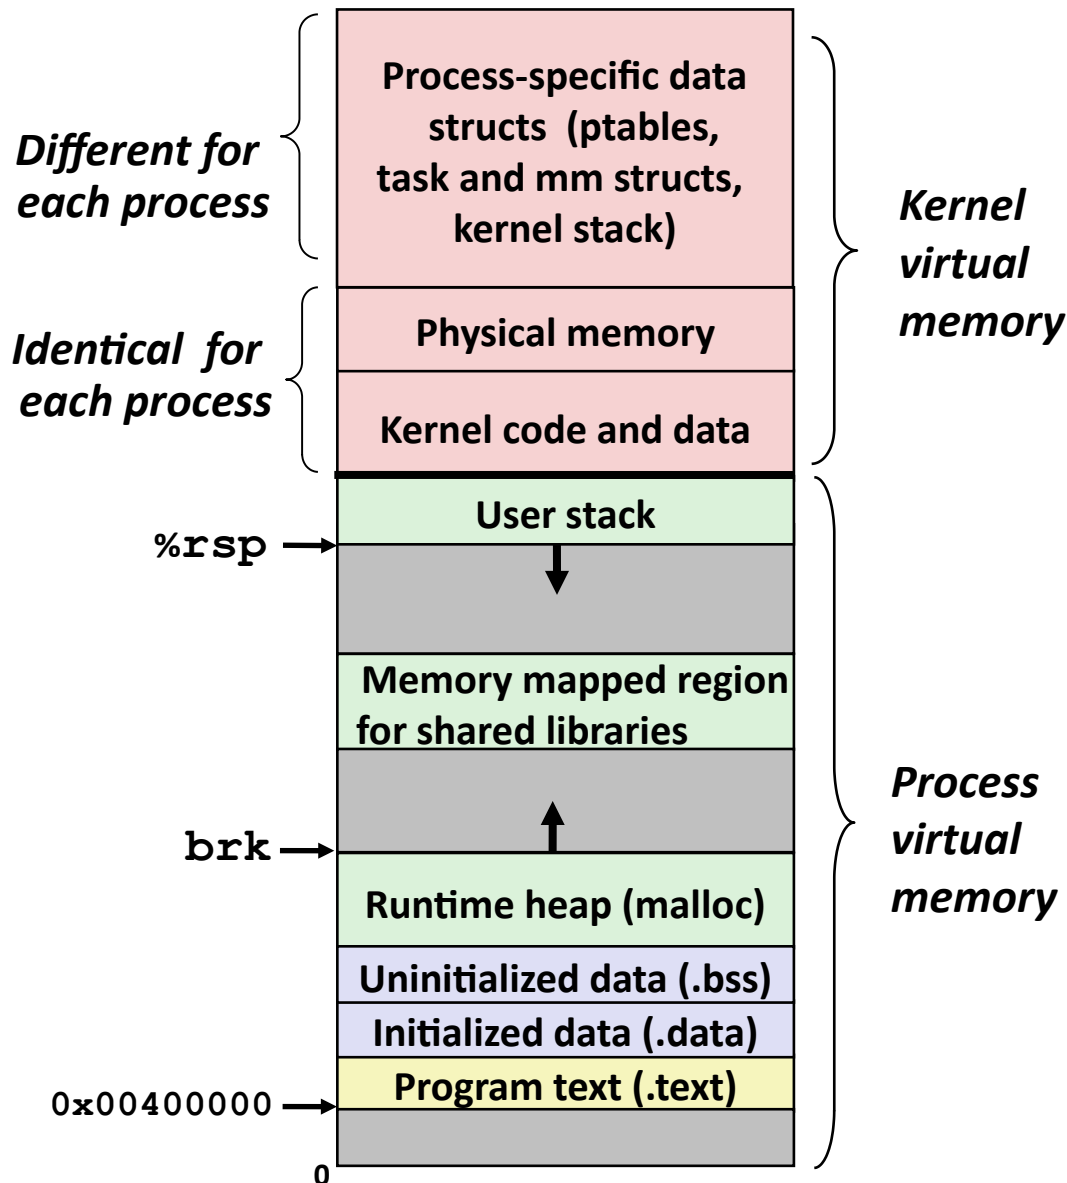 Process-specific data
structs (ptables,
task and mm structs,
kernel stack)
Different for
each process
Kernel
virtual
memory
Physical memory
Identical for
each process
Kernel code and data
User stack
%rsp
Memory mapped region
for shared libraries
Process
virtual
memory
brk
Runtime heap (malloc)
Uninitialized data (.bss)
Initialized data (.data)
Program text (.text)
0x00400000
0